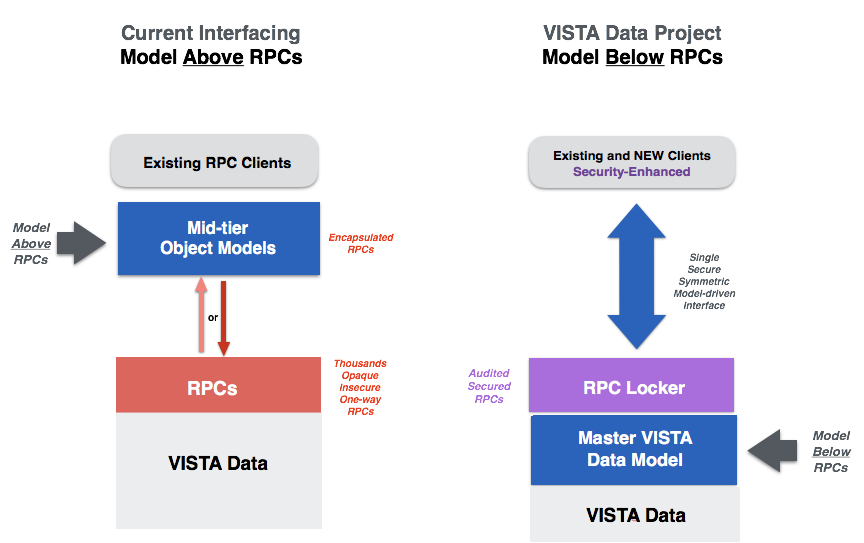 Current Interfacing
Model Above RPCs
Existing RPC Clients
Model
Above
RPCs
Mid-tier
Object Models
Encapsulated
RPCs
or
RPCs
Thousands
Opaque
Insecure
One-way
RPCs
VISTA Data
VISTA Data Project
Model Below RPCs
Existing and NEW Clients
Security-Enhanced
Single
Secure
Symmetric
Model-driven
Interface
Audited
Secured
RPCs
RPC Locker
Master VISTA
Data Model
Model
Below
RPCs
VISTA Data